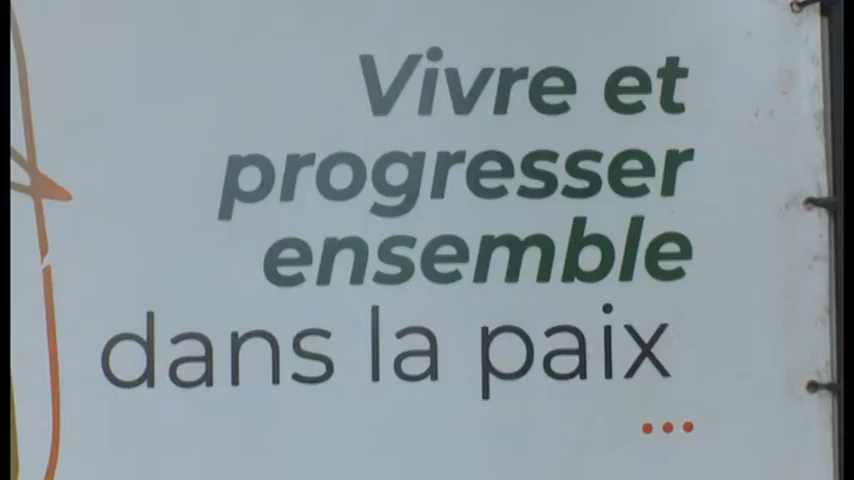 Vivre et
progresser
ensemble
dans la paix
...